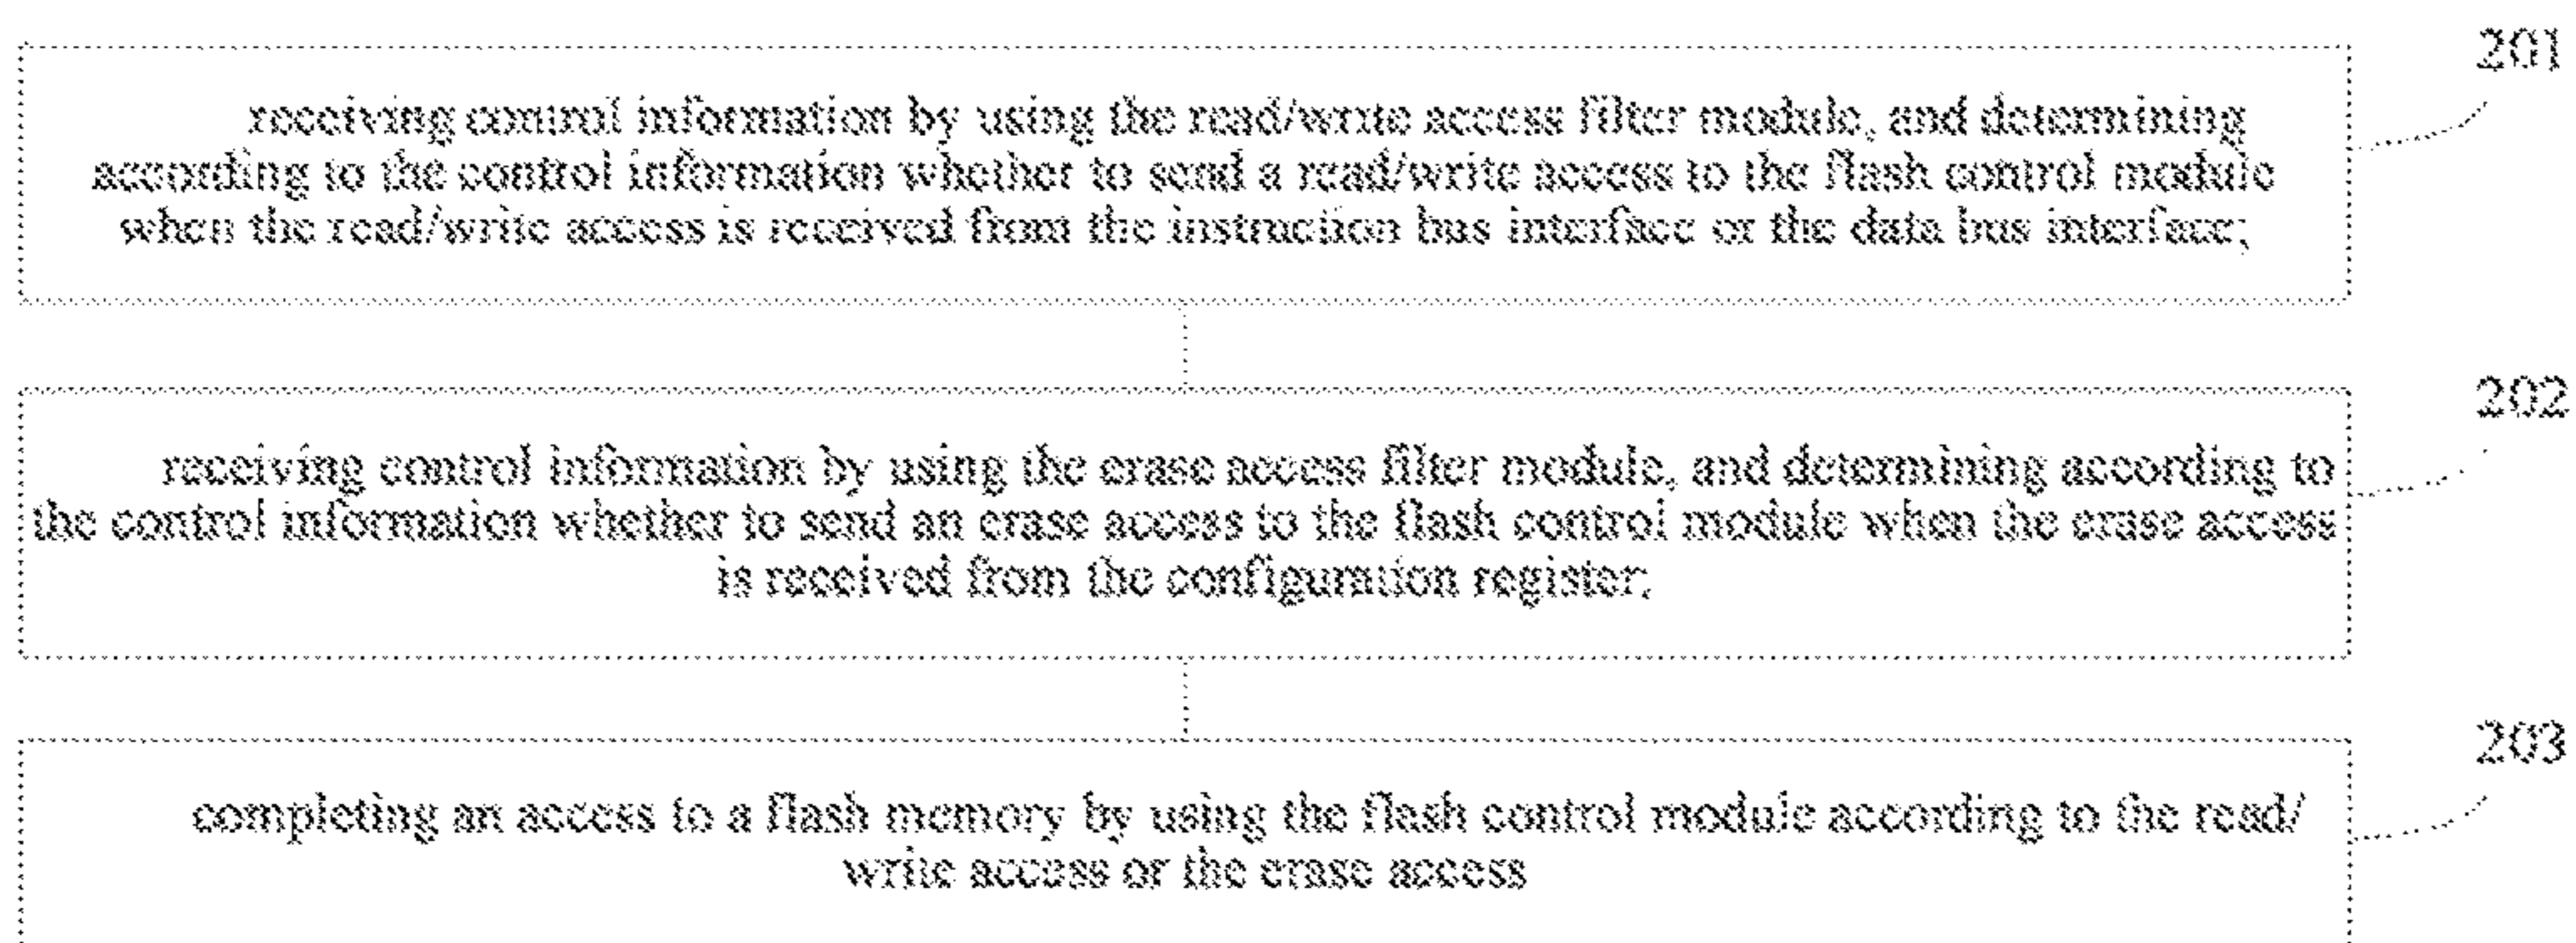 201
receiving control information by using the read/write access filter module, and determining
according to the control information whether to send a read/write access to the flash control module
when the read/write access is received from the instruction bus interface or the data bus interface;
202
receiving control information by using the erase access filter module, and determining according to
the control information whether to send an erase access to the flash control module when the erase access
is received from the configuration register;
203
completing an access to a flash memory by using the flash control module according to the read/
write access or the erase access